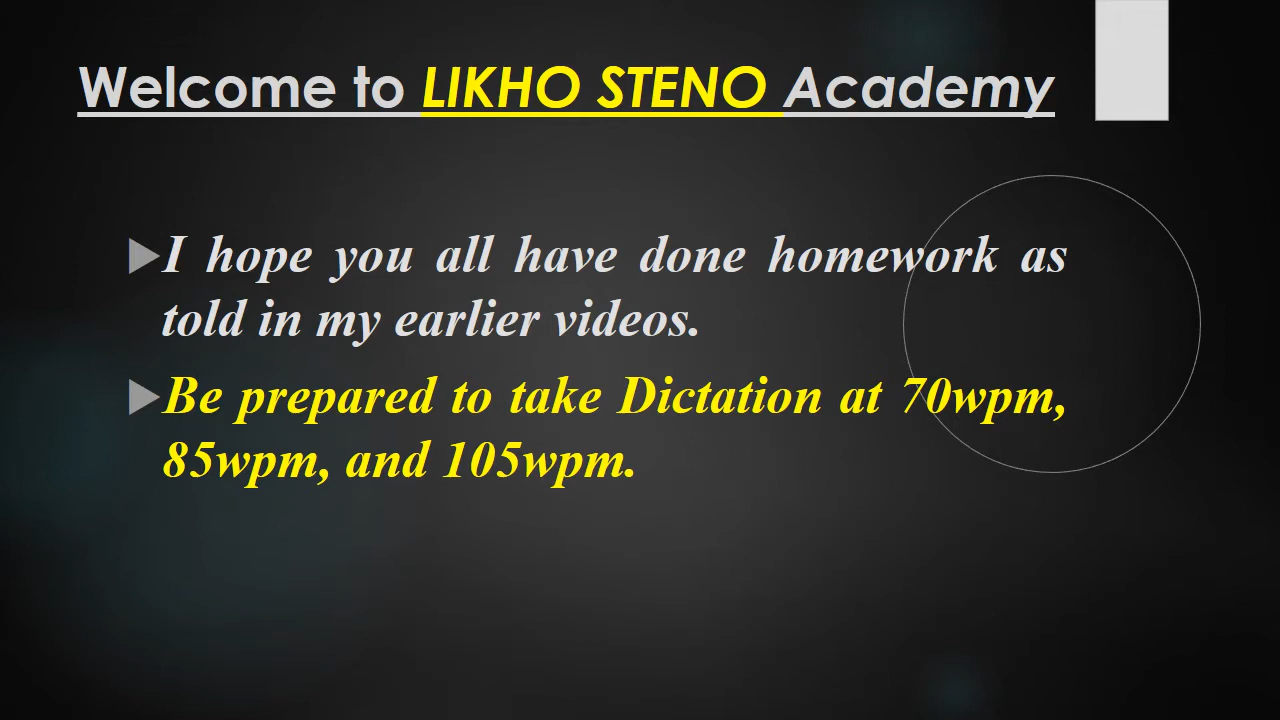 Welcome to LIKHO STENO Academy
I hope you all have done homework as
told in my earlier videos.
Be prepared to take Dictation at 70wpm,
85wpm, and 105wpm.